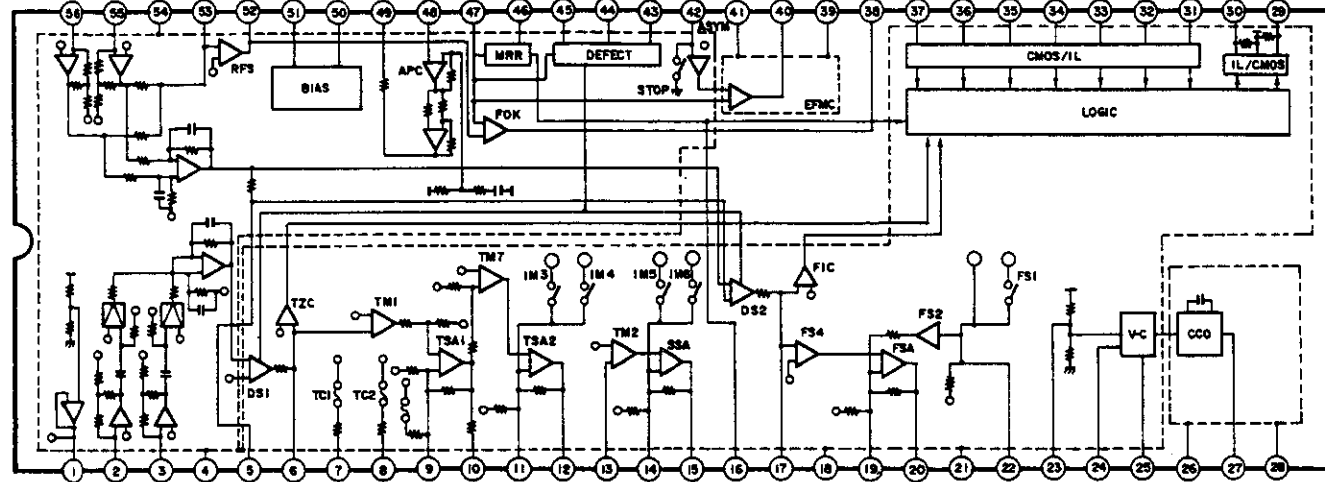 56 55 54 53 52 51 50 49 48 47 46 45 44 43 42 41 40 39 38 37 36 35 34 33 32 31 30 29
ASYM
RFS
BIAS
APC
MRR
DEFECT
STOP
EFMC
FOK
CMOS/IL
IL/CMOS
LOGIC
TM7
1M3
1M4
1M5
1M6
FIC
FS1
TZC
TM1
TSA1
TSA2
TM2
SSA
DS2
FS4
FS2
FSA
V-C
CCO
DS1
TC1
TC2
1 2 3 4 5 6 7 8 9 10 11 12 13 14 15 16 17 18 19 20 21 22 23 24 25 26 27 28